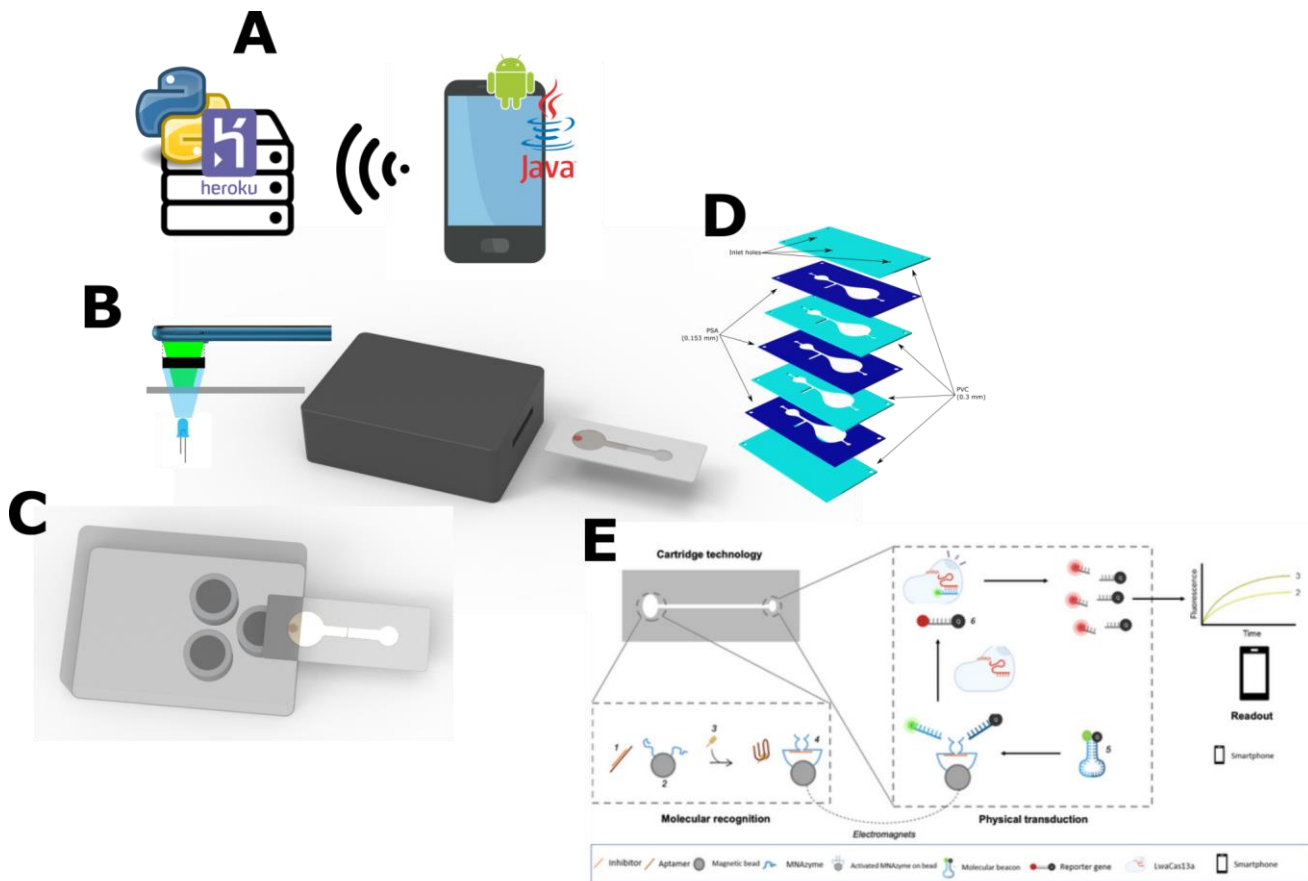 A
heroku
Java
B
C
D
Inlet holes
PSA
(0.153 mm)
PVC
(0.3 mm)
E
Cartridge technology
Molecular recognition
1
2
3
4
Electromagnets
Physical transduction
6
5
Q
Fluorescence
3
2
Time
Readout
Smartphone
Inhibitor
Aptamer
Magnetic bead
MNAzyme
Activated MNAzyme on bead
Molecular beacon
Reporter gene
LwaCas13a
Smartphone